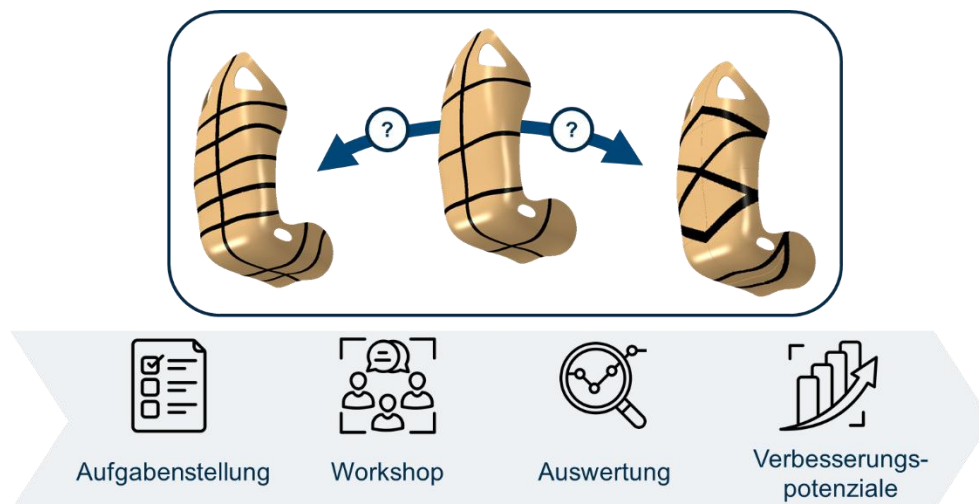 ?
?
Aufgabenstellung
Workshop
Auswertung
Verbesserungs-
potenziale